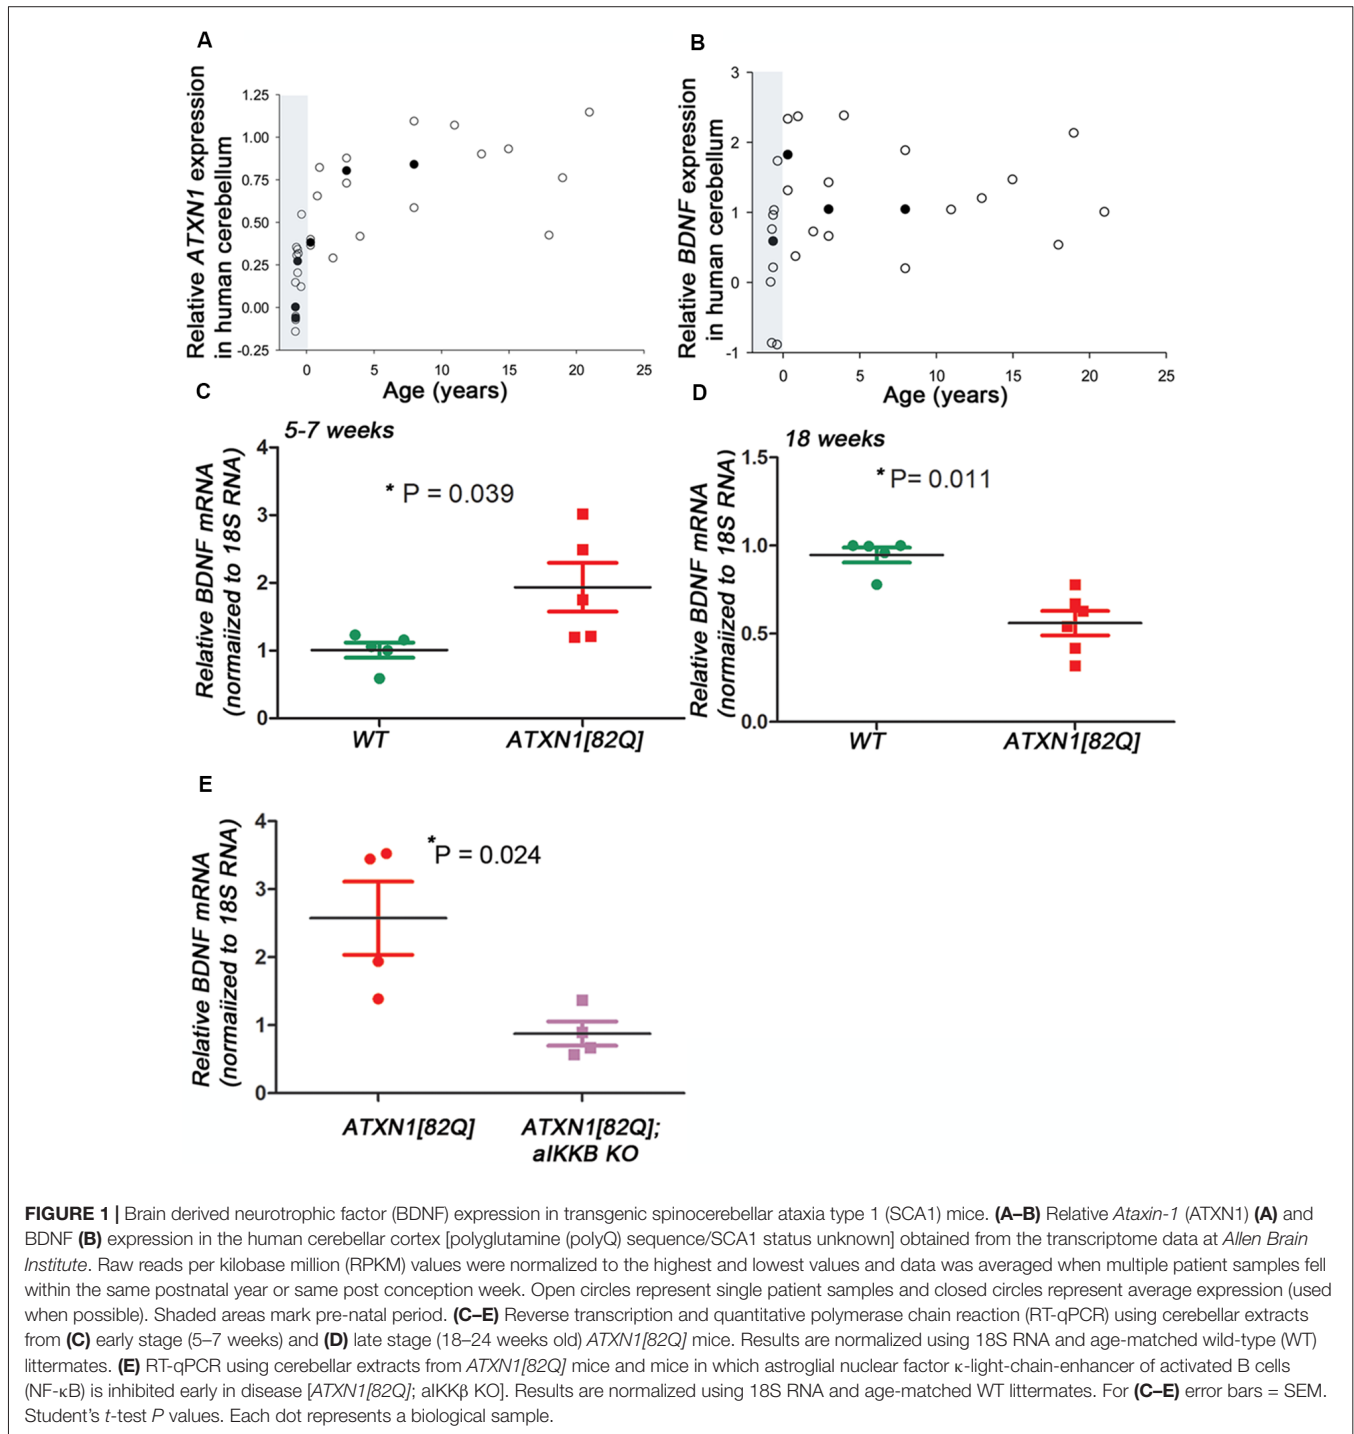 A
Relative ATXN1 expression
in human cerebellum
1.25
1.00
0.75
0.50
0.25
0.00
-0.25
0 5 10 15 20 25
Age (years)
B
Relative BDNF expression
in human cerebellum
3
2
1
0
-1
0 5 10 15 20 25
Age (years)
C
5-7 weeks
Relative BDNF mRNA
(normalized to 18S RNA)
* P = 0.039
4
3
2
1
0
WT ATXN1[82Q]
D
18 weeks
Relative BDNF mRNA
(normalized to 18S RNA)
* P= 0.011
1.5
1.0
0.5
0.0
WT ATXN1[82Q]
E
Relative BDNF mRNA
(normaiized to 18S RNA)
* P = 0.024
4
3
2
1
0
ATXN1[82Q] ATXN1[82Q];
aIKKB KO
FIGURE 1 | Brain derived neurotrophic factor (BDNF) expression in transgenic spinocerebellar ataxia type 1 (SCA1) mice. (A–B) Relative Ataxin-1 (ATXN1) (A) and
BDNF (B) expression in the human cerebellar cortex [polyglutamine (polyQ) sequence/SCA1 status unknown] obtained from the transcriptome data at Allen Brain
Institute. Raw reads per kilobase million (RPKM) values were normalized to the highest and lowest values and data was averaged when multiple patient samples fell
within the same postnatal year or same post conception week. Open circles represent single patient samples and closed circles represent average expression (used
when possible). Shaded areas mark pre-natal period. (C–E) Reverse transcription and quantitative polymerase chain reaction (RT-qPCR) using cerebellar extracts
from (C) early stage (5–7 weeks) and (D) late stage (18–24 weeks old) ATXN1[82Q] mice. Results are normalized using 18S RNA and age-matched wild-type (WT)
littermates. (E) RT-qPCR using cerebellar extracts from ATXN1[82Q] mice and mice in which astroglial nuclear factor κ-light-chain-enhancer of activated B cells
(NF-κB) is inhibited early in disease [ATXN1[82Q]; aIKKβ KO]. Results are normalized using 18S RNA and age-matched WT littermates. For (C–E) error bars = SEM.
Student's t-test P values. Each dot represents a biological sample.